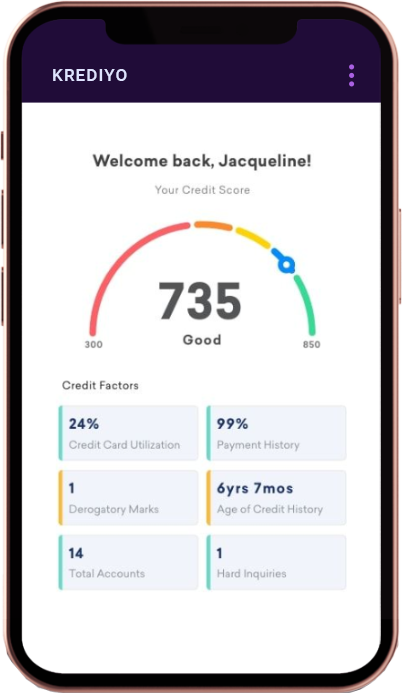 KREDIYO
Welcome back, Jacqueline!
Your Credit Score
735
Good
300
850
Credit Factors
24%
Credit Card Utilization
99%
Payment History
1
Derogatory Marks
6yrs 7mos
Age of Credit History
14
Total Accounts
1
Hard Inquiries